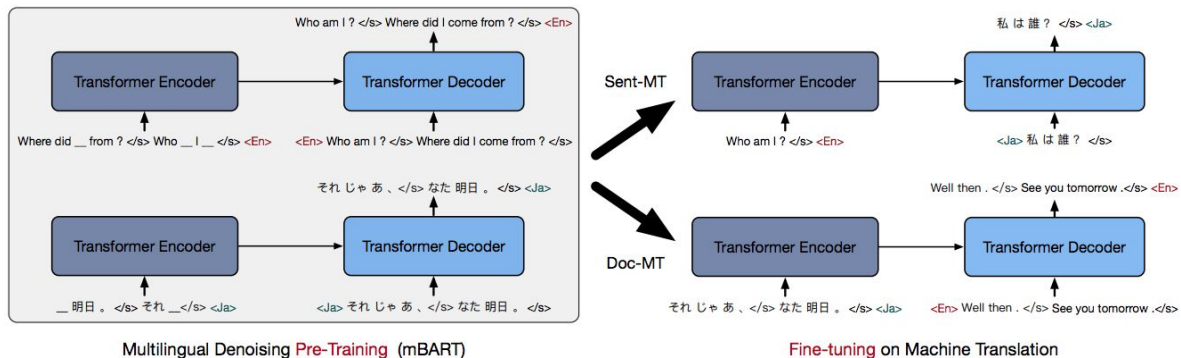 Who am I ? </s> Where did I come from ? </s> <En>
Transformer Encoder
Transformer Decoder
Where did __ from ? </s> Who __ I __ </s> <En>
<En> Who am I ? </s> Where did I come from ? </s>
それ じゃ あ 、 </s> なた 明日 。 </s> <Ja>
Transformer Encoder
Transformer Decoder
__ 明日 。 </s> それ __</s> <Ja>
<Ja> それ じゃ あ 、 </s> なた 明日 。 </s>
Multilingual Denoising Pre-Training (mBART)
Sent-MT
Doc-MT
私 は 誰 ? </s> <Ja>
Transformer Encoder
Transformer Decoder
Who am I ? </s> <En>
<Ja> 私 は 誰 ? </s>
Well then . </s> See you tomorrow .</s> <En>
Transformer Encoder
Transformer Decoder
それ じゃ あ 、 </s> なた 明日 。 </s> <Ja>
<En> Well then . </s> See you tomorrow .</s>
Fine-tuning on Machine Translation